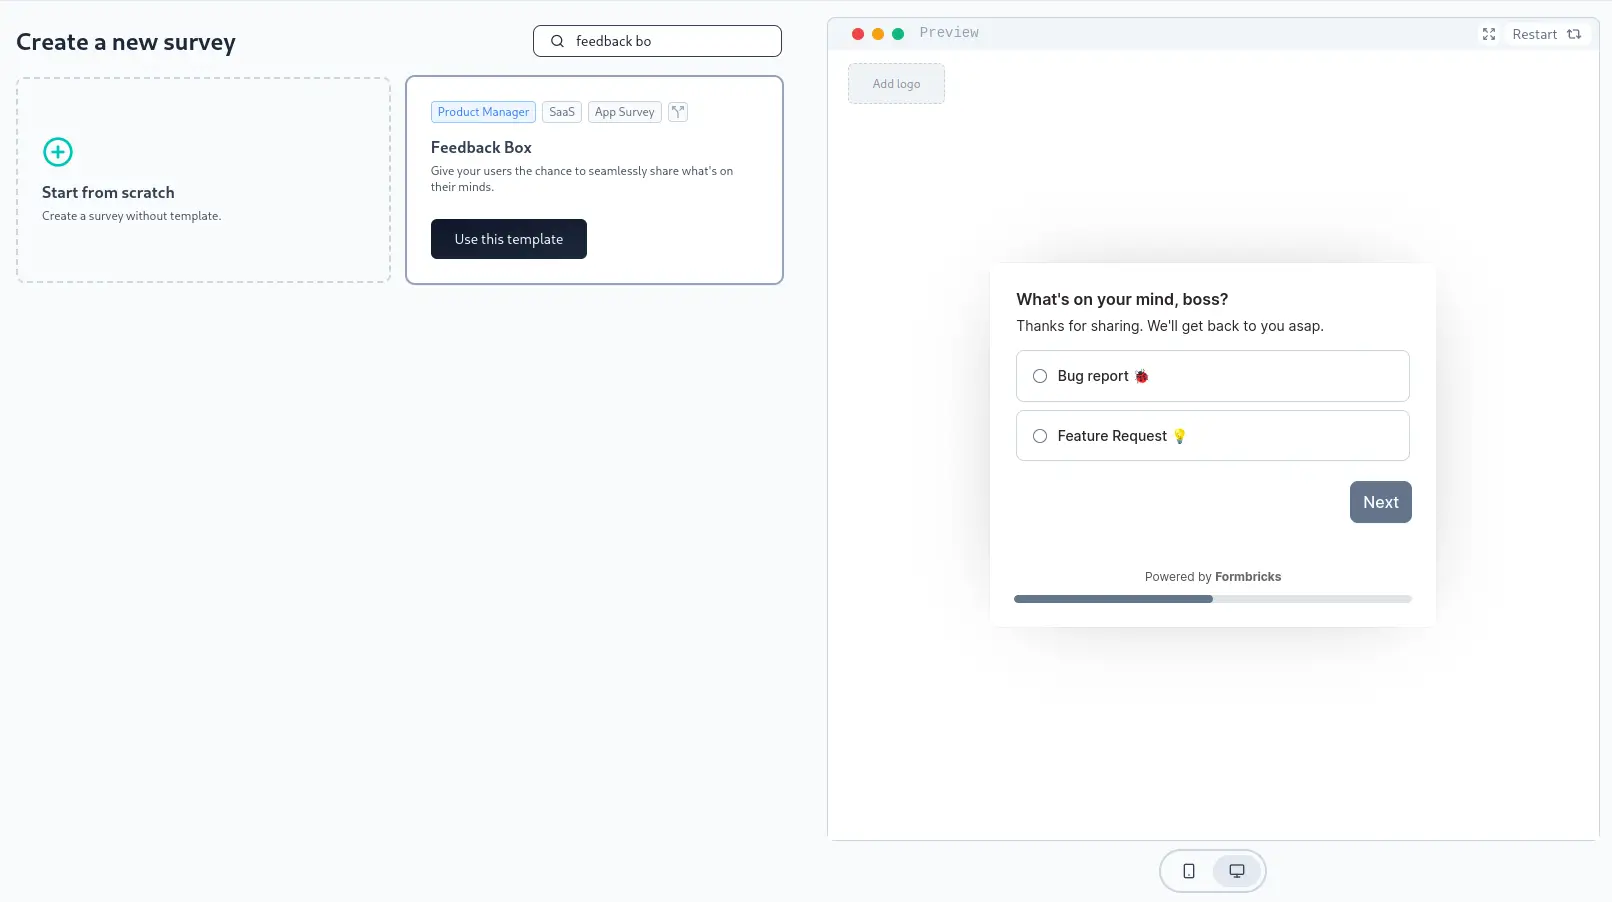 Create a new survey
feedback bo
Start from scratch
Create a survey without template.
Product Manager
SaaS
App Survey
Feedback Box
Give your users the chance to seamlessly share what's on
their minds.
Use this template
Preview
Restart
Add logo
What's on your mind, boss?
Thanks for sharing. We'll get back to you asap.
Bug report 🐞
Feature Request 💡
Next
Powered by Formbricks